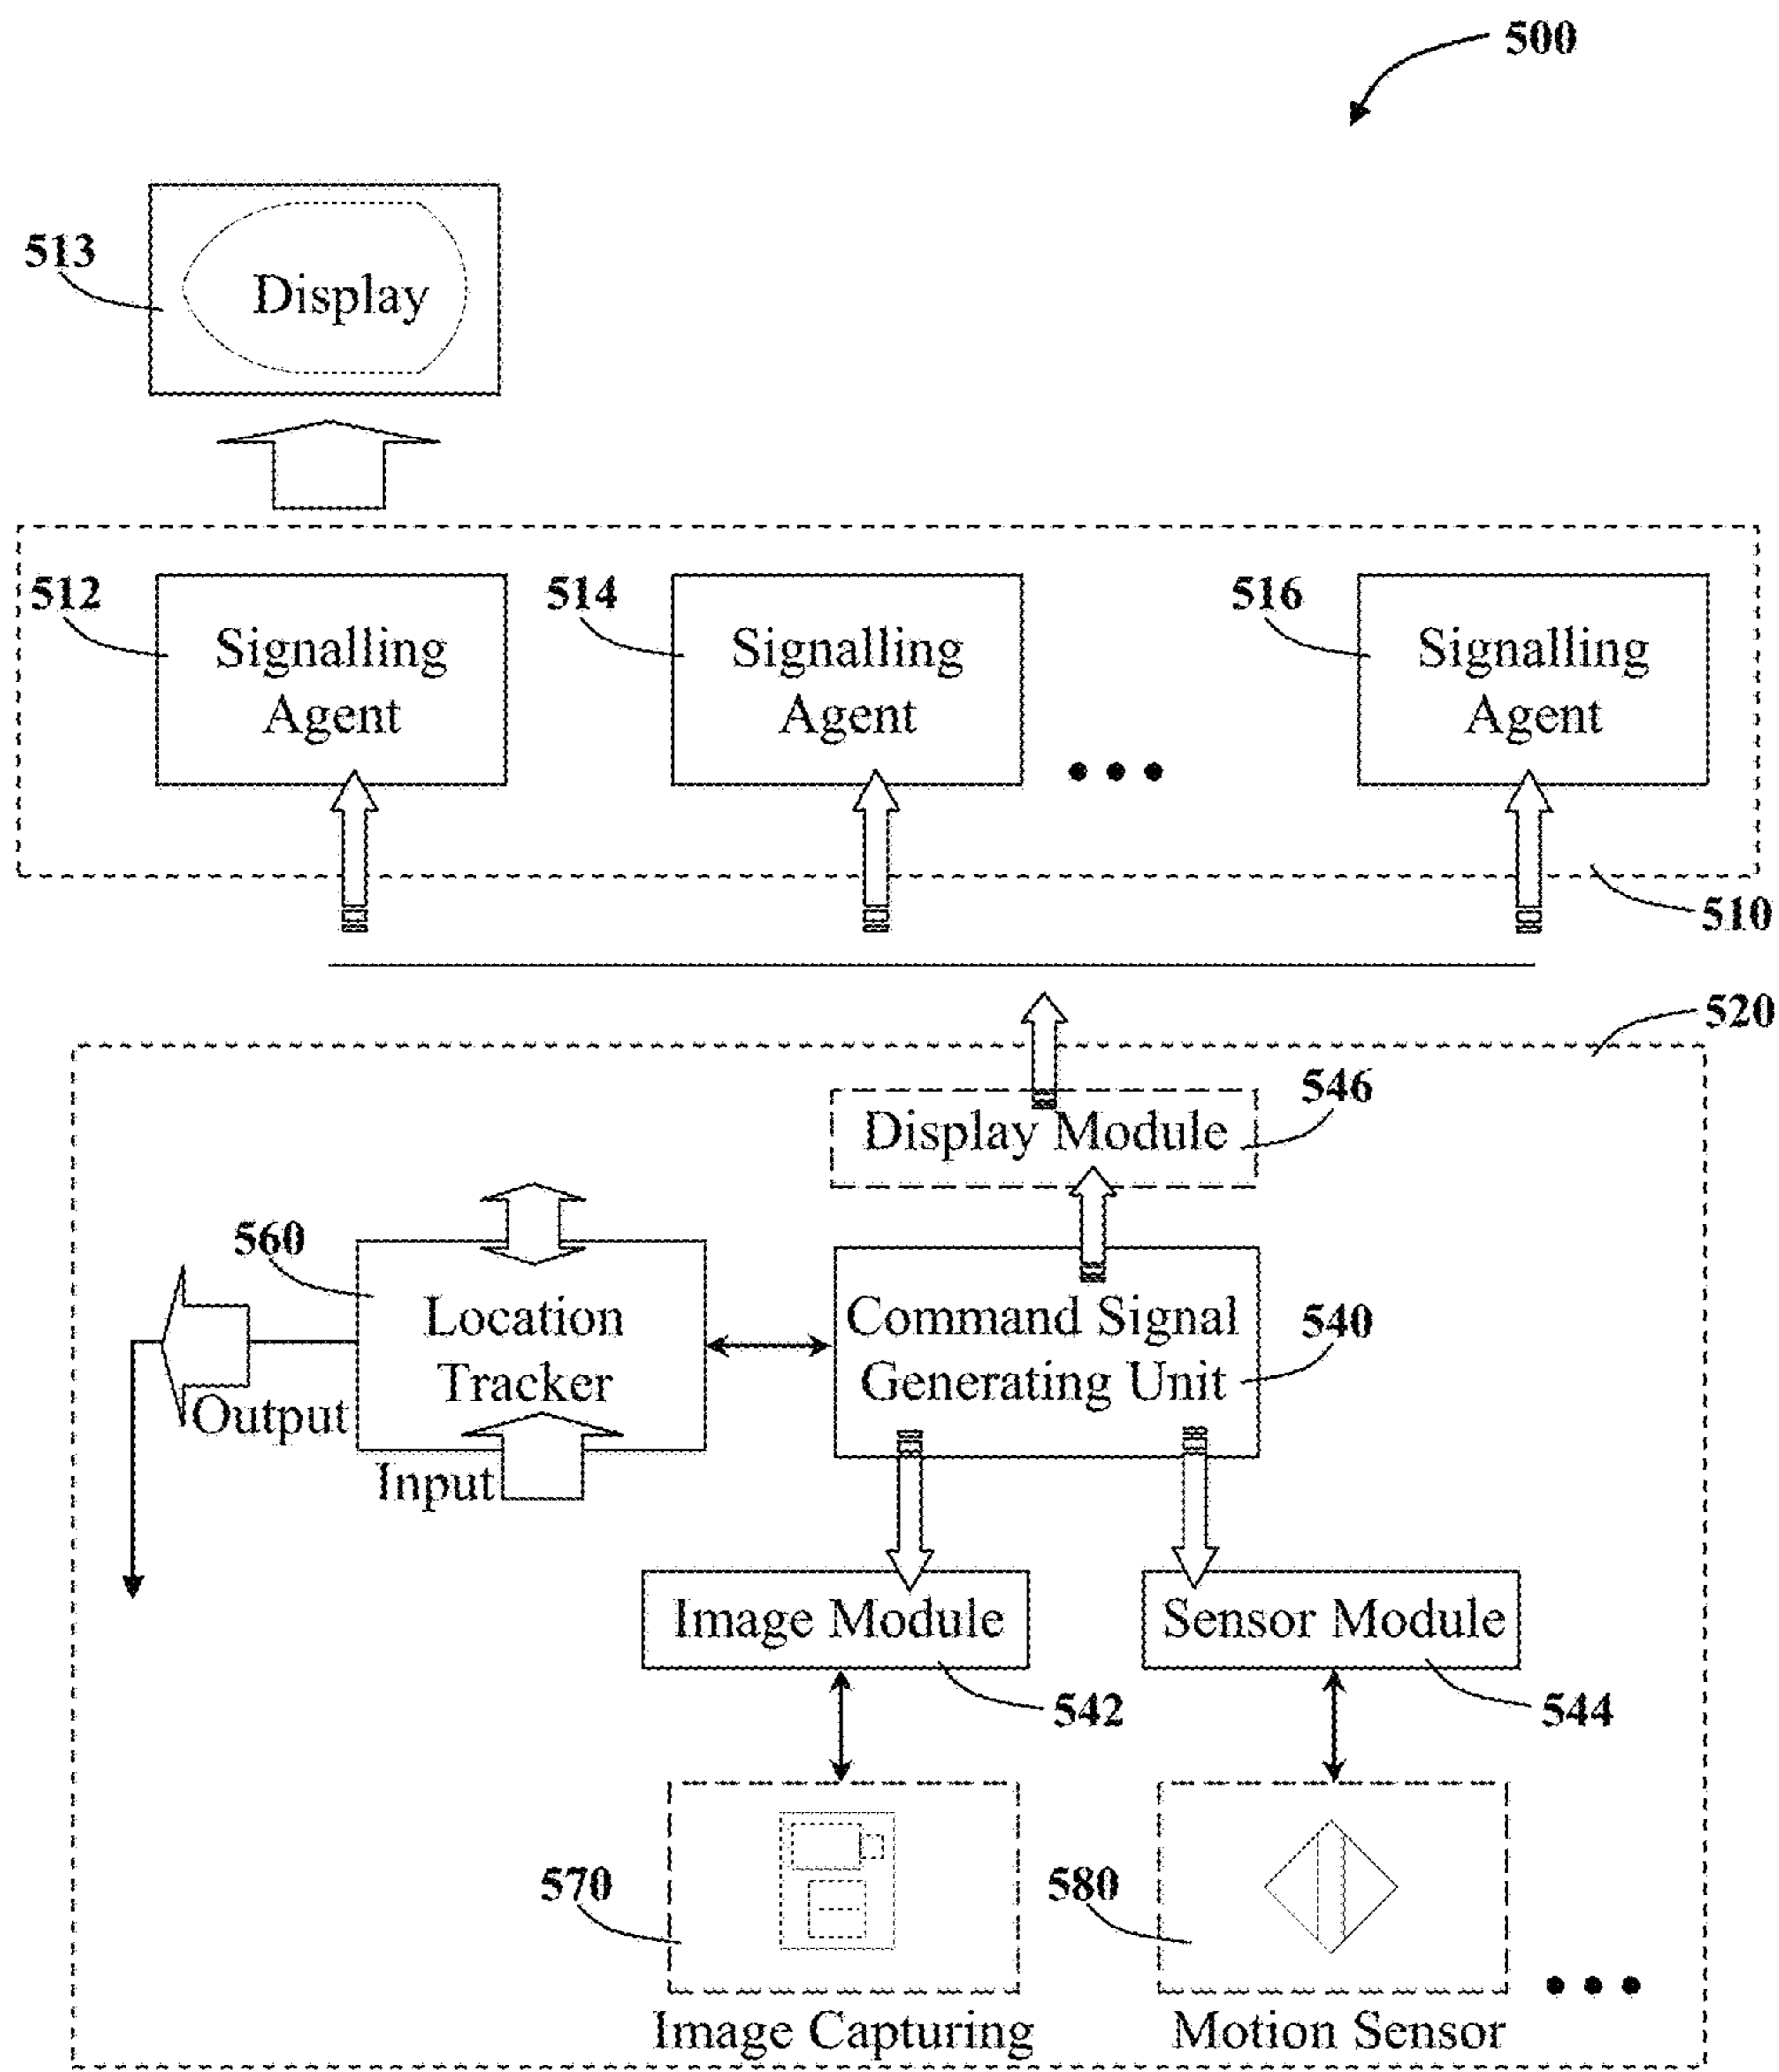 500
513
Display
512
Signalling
Agent
514
Signalling
Agent
516
Signalling
Agent
510
520
546
Display Module
560
Location
Tracker
Command Signal
Generating Unit
540
Output
Input
Image Module
Sensor Module
542
544
570
580
Image Capturing
Motion Sensor